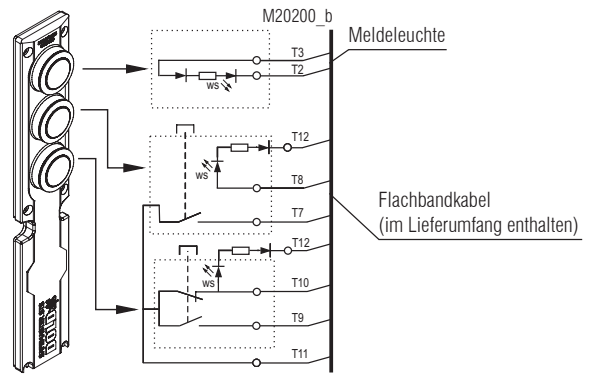 M20200_b
Meldeleuchte
T3
T2
ws
T12
ws
T8
T7
Flachbandkabel
(im Lieferumfang enthalten)
T12
ws
T10
T9
T11